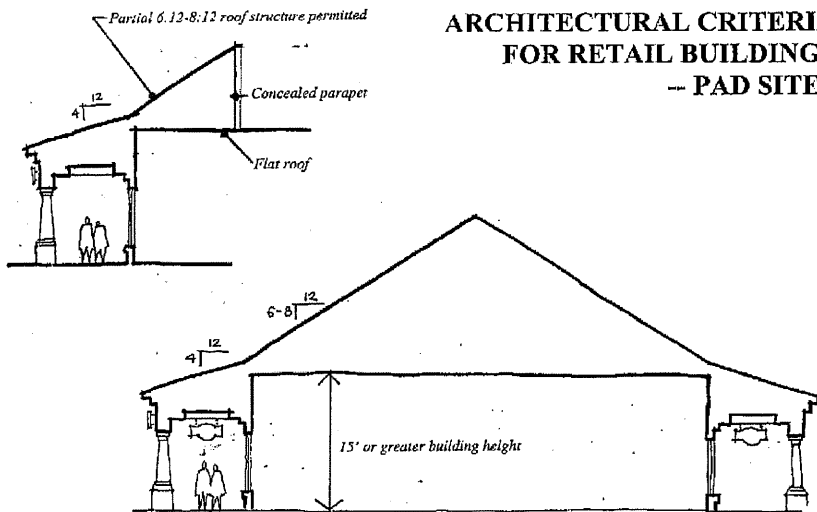 ARCHITECTURAL CRITERI
FOR RETAIL BUILDING
-- PAD SITE
Partial 6.12-8:12 roof structure permitted
12
4
Concealed parapet
Flat roof
12
6-8
12
4
15' or greater building height